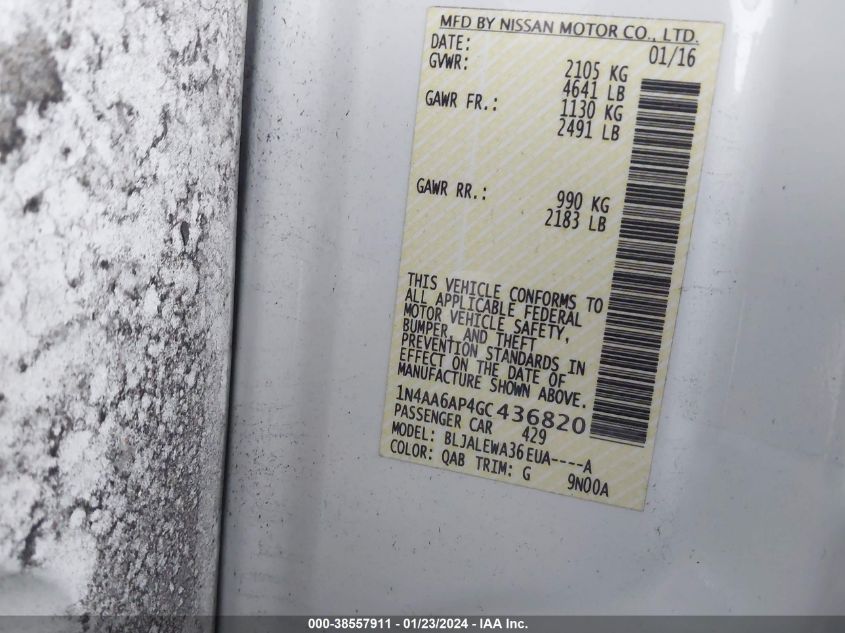 MFD BY NISSAN MOTOR CO., LTD.
DATE: 01/16
GVWR: 2105 KG
4641 LB
GAWR FR.: 1130 KG
2491 LB
GAWR RR.: 990 KG
2183 LB
THIS VEHICLE CONFORMS TO
ALL APPLICABLE FEDERAL
MOTOR VEHICLE SAFETY,
BUMPER, AND THEFT
PREVENTION STANDARDS IN
EFFECT ON THE DATE OF
MANUFACTURE SHOWN ABOVE.
1N4AA6AP4GC436820
PASSENGER CAR 429
MODEL: BLJALEWA36EUA----A
COLOR: QAB TRIM: G 9N00A
000-38557911 - 01/23/2024 - IAA Inc.